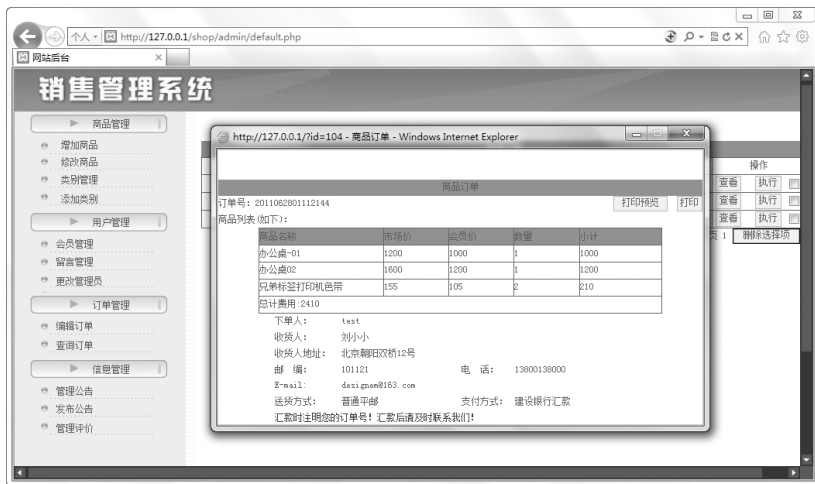 个人 http://127.0.0.1/shop/admin/default.php
网站后台 ×
销售管理系统
商品管理
增加商品
修改商品
类别管理
添加类别
用户管理
会员管理
留言管理
更改管理员
订单管理
编辑订单
查询订单
信息管理
管理公告
发布公告
管理评价
http://127.0.0.1/?id=104 - 商品订单 - Windows Internet Explorer
商品订单
订单号: 2011062801112144 打印预览 打印
商品列表(如下):
商品名称 市场价 会员价 数量 小计
办公桌-01 1200 1000 1 1000
办公桌02 1600 1200 1 1200
兄弟标签打印机色带 155 105 2 210
总计费用:2410
下单人: test
收货人: 刘小小
收货人地址: 北京朝阳双桥12号
邮 编: 101121 电 话: 13800138000
E-mail: designem@163.com
送货方式: 普通平邮 支付方式: 建设银行汇款
汇款时注明您的订单号!汇款后请及时联系我们!
操作
查看 执行
查看 执行
查看 执行
页 1 删除选择项